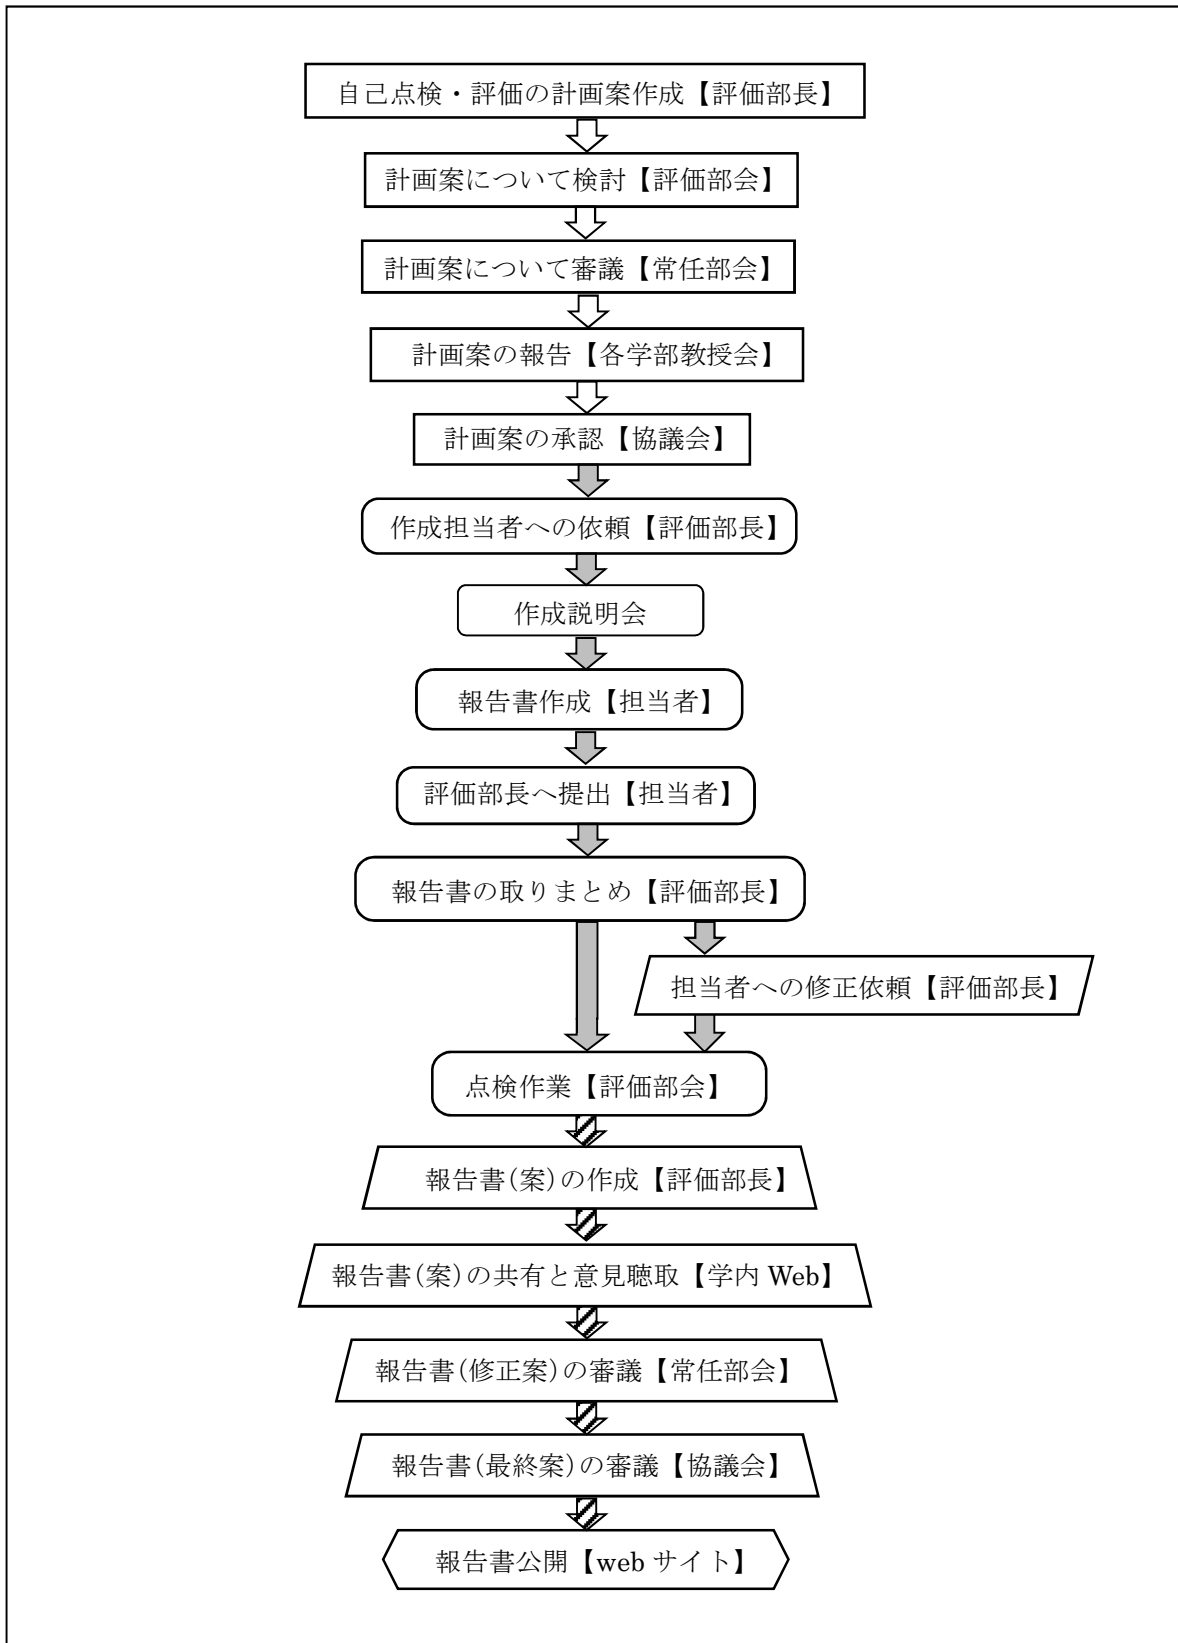 自己点検・評価の計画案作成【評価部長】
計画案について検討【評価部会】
計画案について審議【常任部会】
計画案の報告【各学部教授会】
計画案の承認【協議会】
作成担当者への依頼【評価部長】
作成説明会
報告書作成【担当者】
評価部長へ提出【担当者】
報告書の取りまとめ【評価部長】
担当者への修正依頼【評価部長】
点検作業【評価部会】
報告書(案)の作成【評価部長】
報告書(案)の共有と意見聴取【学内 Web】
報告書(修正案)の審議【常任部会】
報告書(最終案)の審議【協議会】
報告書公開【web サイト】